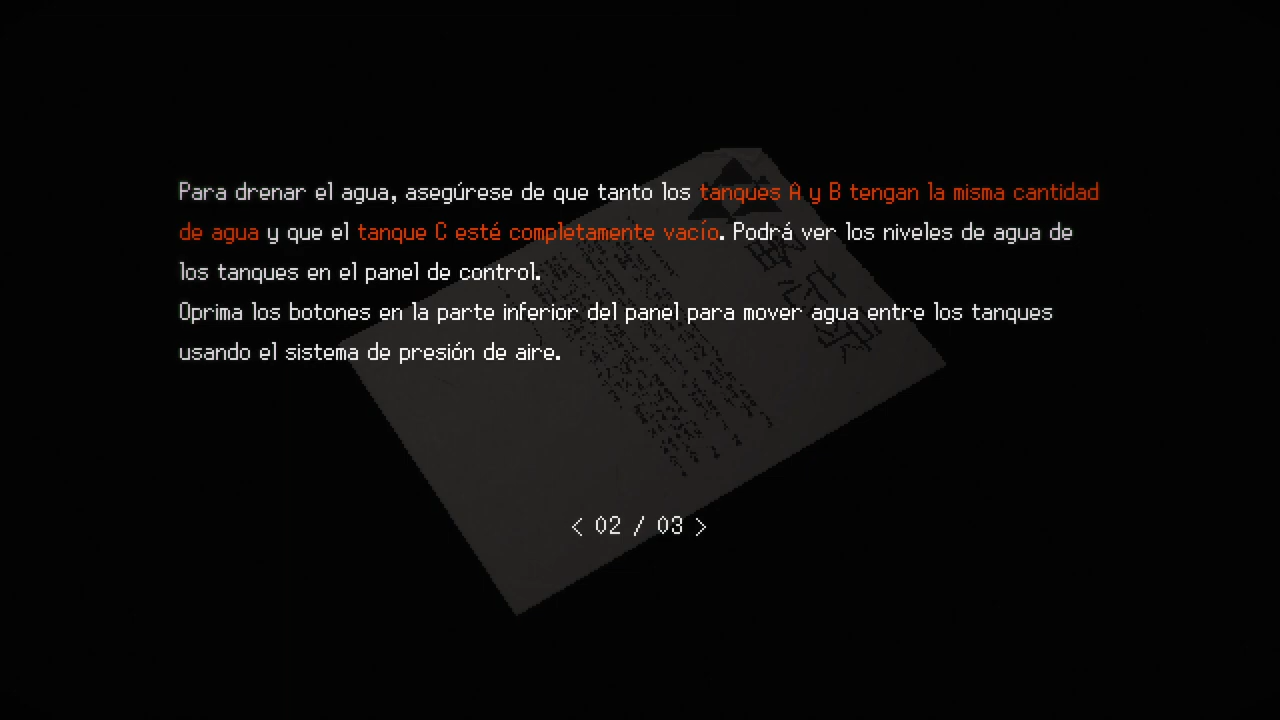 Para drenar el agua, asegúrese de que tanto los tanques A y B tengan la misma cantidad
de agua y que el tanque C esté completamente vacío. Podrá ver los niveles de agua de
los tanques en el panel de control.
Oprima los botones en la parte inferior del panel para mover agua entre los tanques
usando el sistema de presión de aire.
< 02 / 03 >